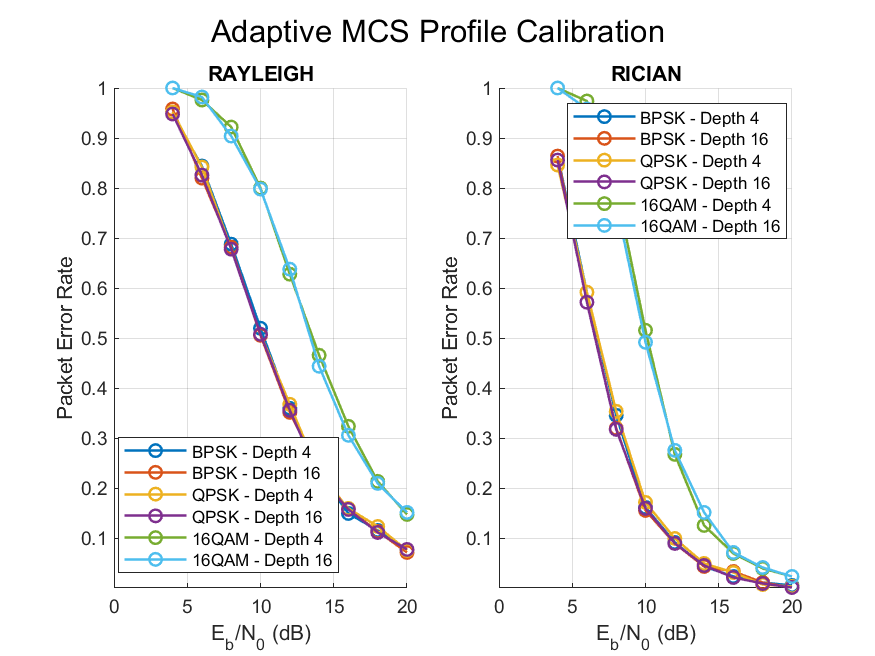 Adaptive MCS Profile Calibration
RAYLEIGH
Packet Error Rate
1
0.9
0.8
0.7
0.6
0.5
0.4
0.3
0.2
0.1
BPSK - Depth 4
BPSK - Depth 16
QPSK - Depth 4
QPSK - Depth 16
16QAM - Depth 4
16QAM - Depth 16
0 5 10 15 20
E_b/N_0 (dB)
RICIAN
Packet Error Rate
1
0.9
0.8
0.7
0.6
0.5
0.4
0.3
0.2
0.1
BPSK - Depth 4
BPSK - Depth 16
QPSK - Depth 4
QPSK - Depth 16
16QAM - Depth 4
16QAM - Depth 16
0 5 10 15 20
E_b/N_0 (dB)